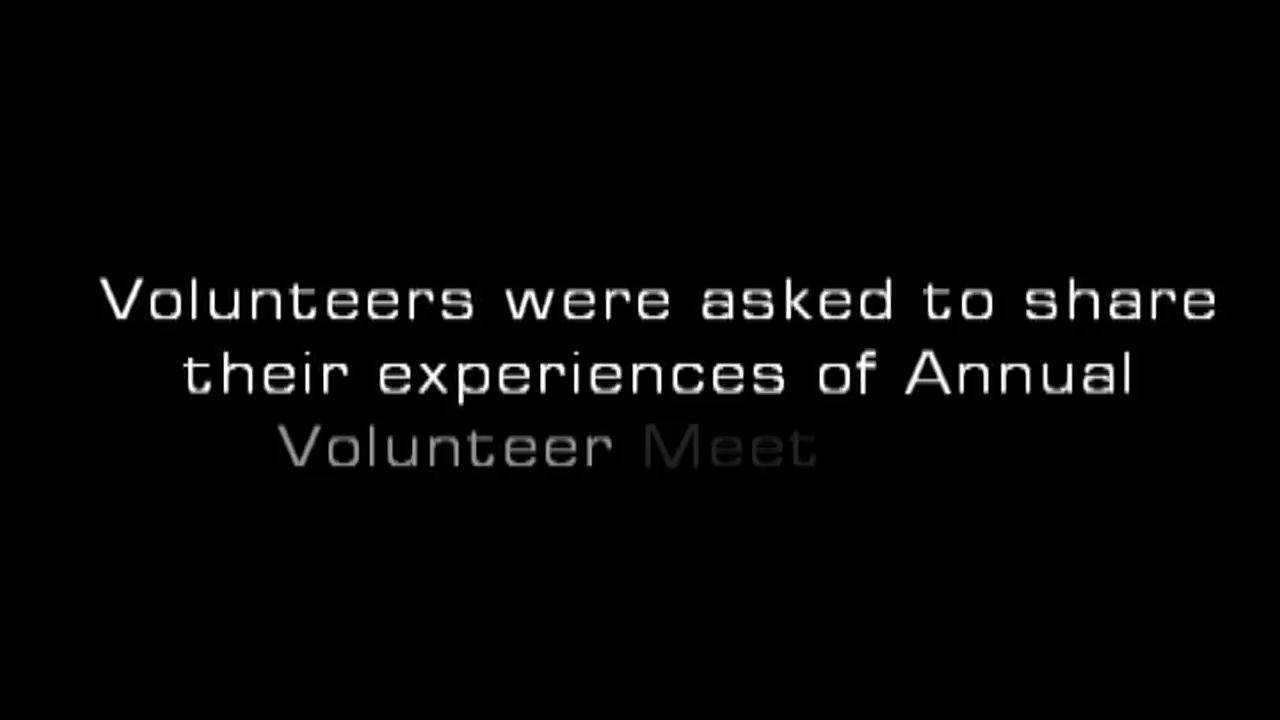 Volunteers were asked to share
their experiences of Annual
Volunteer Meet